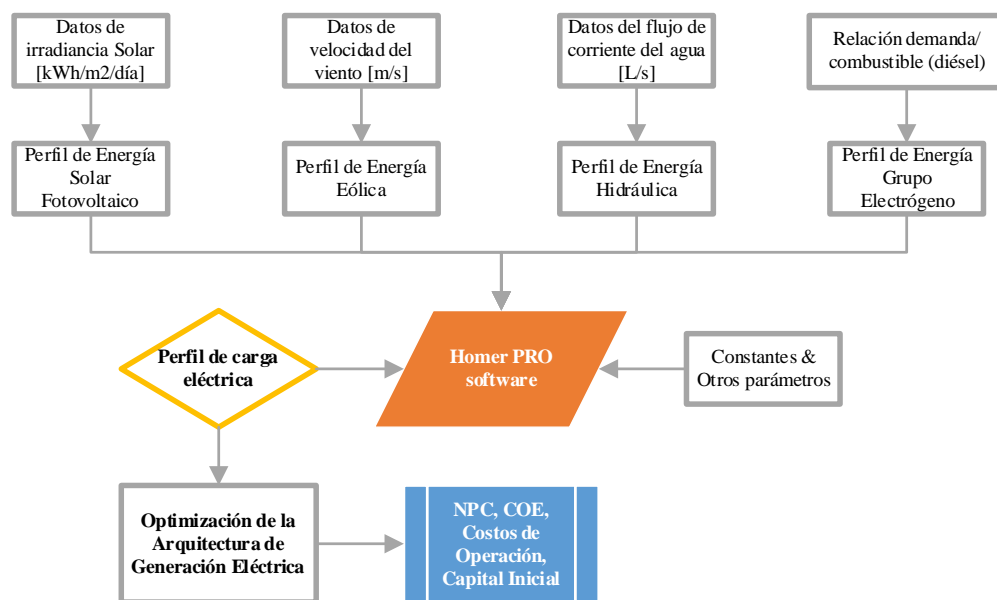 Datos de
irradiancia Solar
[kWh/m2/día]
Datos de
velocidad del
viento [m/s]
Datos del flujo de
corriente del agua
[L/s]
Relación demanda/
combustible (diésel)
Perfil de Energía
Solar
Fotovoltaico
Perfil de Energía
Eólica
Perfil de Energía
Hidráulica
Perfil de Energía
Grupo
Electrógeno
Perfil de carga
eléctrica
Homer PRO
software
Constantes &
Otros parámetros
Optimización de la
Arquitectura de
Generación Eléctrica
NPC, COE,
Costos de
Operación,
Capital Inicial